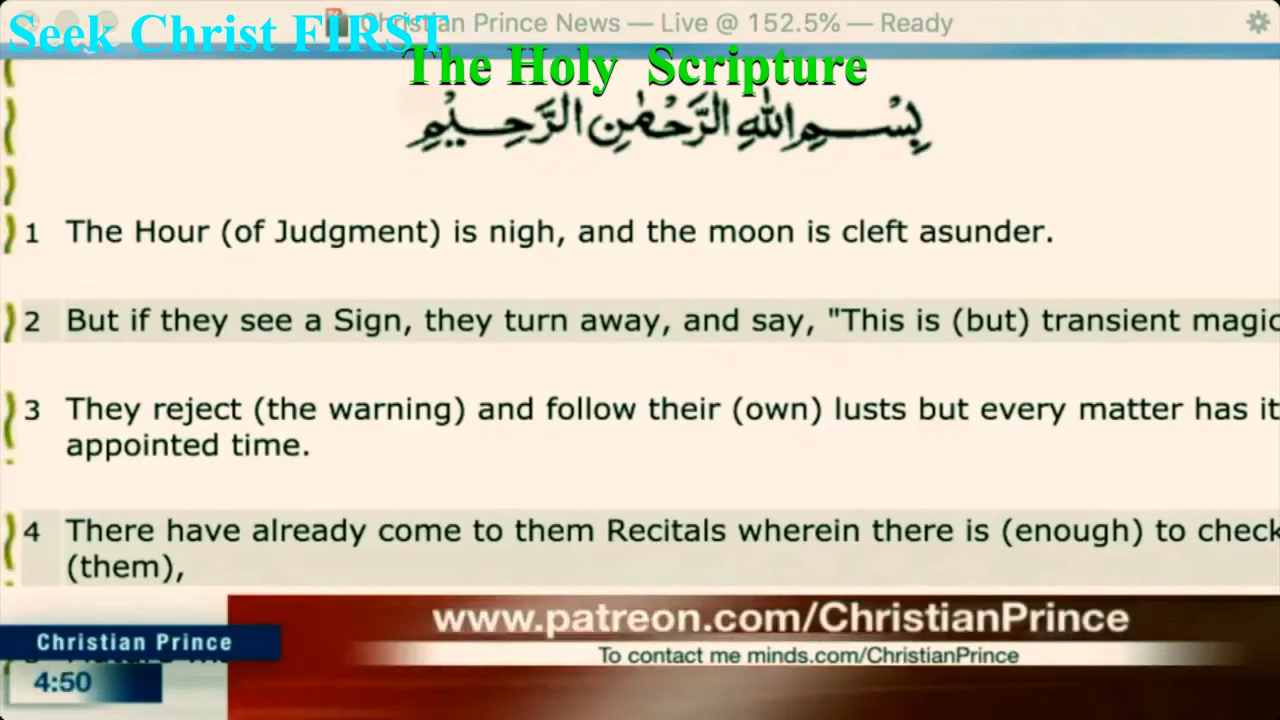 Christian Prince News — Live @ 152.5% — Ready
Seek Christ FIRST
The Holy Scripture
بِسْمِ اللهِ الرَّحْمٰنِ الرَّحِيْمِ
1 The Hour (of Judgment) is nigh, and the moon is cleft asunder.
2 But if they see a Sign, they turn away, and say, "This is (but) transient magic
3 They reject (the warning) and follow their (own) lusts but every matter has it
appointed time.
4 There have already come to them Recitals wherein there is (enough) to check
(them),
www.patreon.com/ChristianPrince
Christian Prince
To contact me minds.com/ChristianPrince
4:50